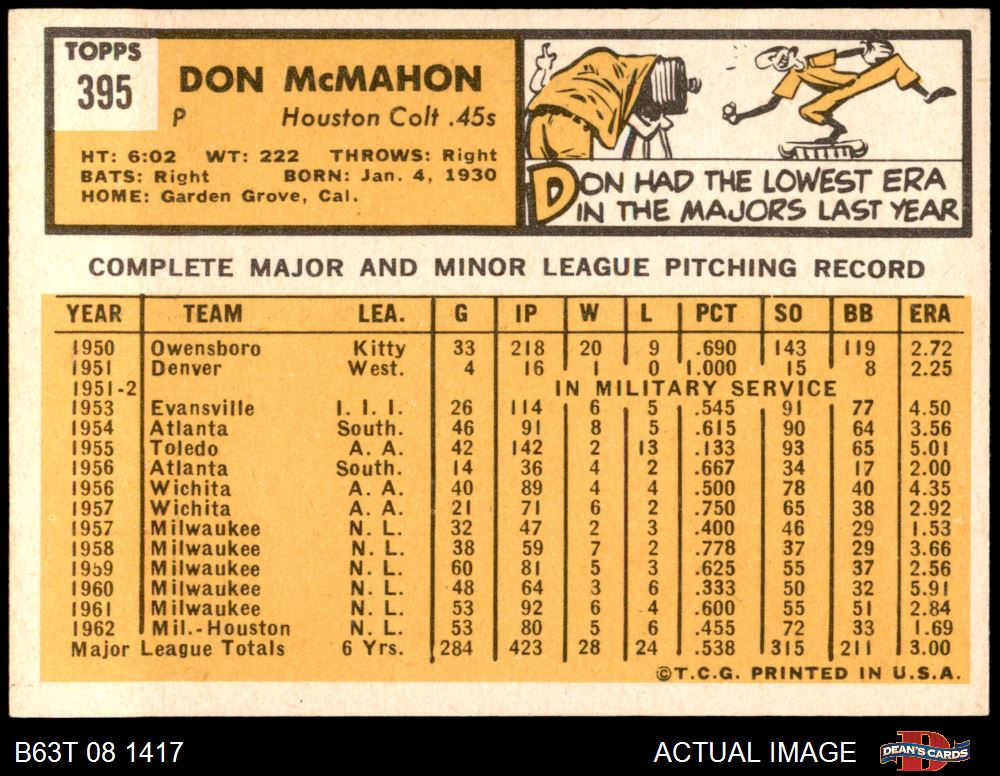 TOPPS
395
DON McMAHON
P Houston Colt .45s
HT: 6:02 WT: 222 THROWS: Right
BATS: Right BORN: Jan. 4, 1930
HOME: Garden Grove, Cal.
DON HAD THE LOWEST ERA
IN THE MAJORS LAST YEAR
COMPLETE MAJOR AND MINOR LEAGUE PITCHING RECORD
YEAR TEAM LEA. G IP W L PCT SO BB ERA
1950 Owensboro Kitty 33 218 20 9 .690 143 119 2.72
1951 Denver West. 4 16 1 0 1.000 15 8 2.25
1951-2 IN MILITARY SERVICE
1953 Evansville I. I. I. 26 114 6 5 .545 91 77 4.50
1954 Atlanta South. 46 91 8 5 .615 90 64 3.56
1955 Toledo A. A. 42 142 2 13 .133 93 65 5.01
1956 Atlanta South. 14 36 4 2 .667 34 17 2.00
1956 Wichita A. A. 40 89 4 4 .500 78 40 4.35
1957 Wichita A. A. 21 71 6 2 .750 65 38 2.92
1957 Milwaukee N. L. 32 47 2 3 .400 46 29 1.53
1958 Milwaukee N. L. 38 59 7 2 .778 37 29 3.66
1959 Milwaukee N. L. 60 81 5 3 .625 55 37 2.56
1960 Milwaukee N. L. 48 64 3 6 .333 50 32 5.91
1961 Milwaukee N. L. 53 92 6 4 .600 55 51 2.84
1962 Mil.-Houston N. L. 53 80 5 6 .455 72 33 1.69
Major League Totals 6 Yrs. 284 423 28 24 .538 315 211 3.00
©T.C.G. PRINTED IN U.S.A.
B63T 08 1417 ACTUAL IMAGE D DEAN'S CARDS